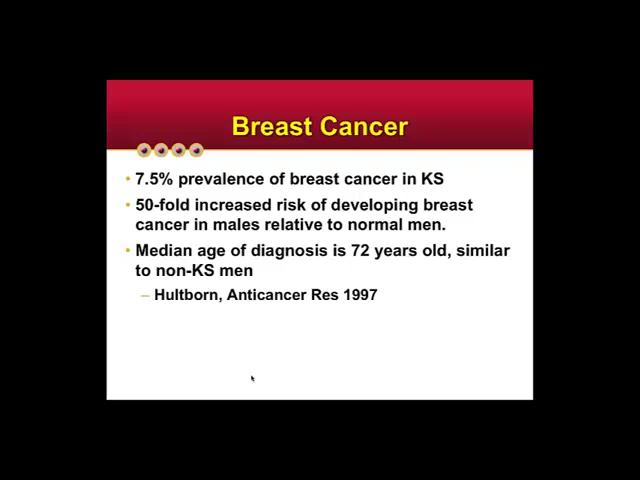 Breast Cancer
• 7.5% prevalence of breast cancer in KS
• 50-fold increased risk of developing breast
cancer in males relative to normal men.
• Median age of diagnosis is 72 years old, similar
to non-KS men
– Hultborn, Anticancer Res 1997